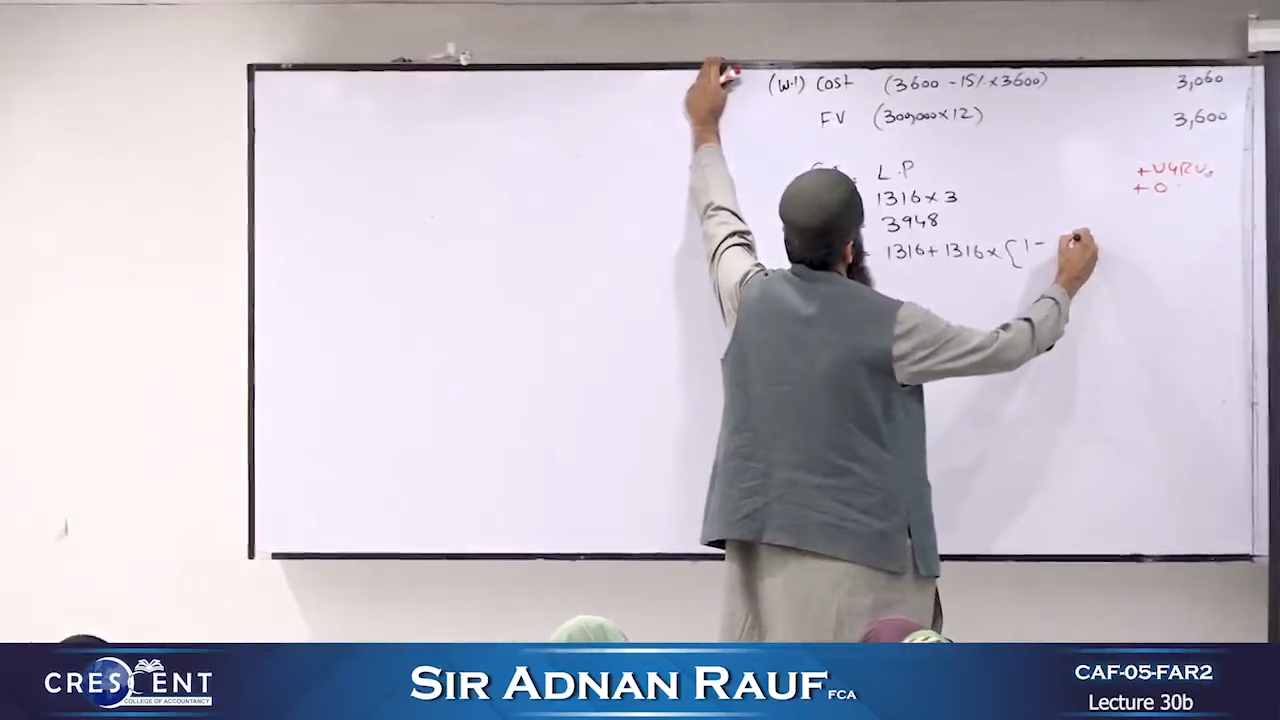 (W.1) Cost (3600 - 15% x 3600) 3,060
FV (300,000 x 12) 3,600
L.P
1316 x 3
3948
1316 + 1316 x { 1 -
+UGRV
+ 0
CRESCENT
COLLEGE OF ACCOUNTANCY
SIR ADNAN RAUF FCA
CAF-05-FAR2
Lecture 30b